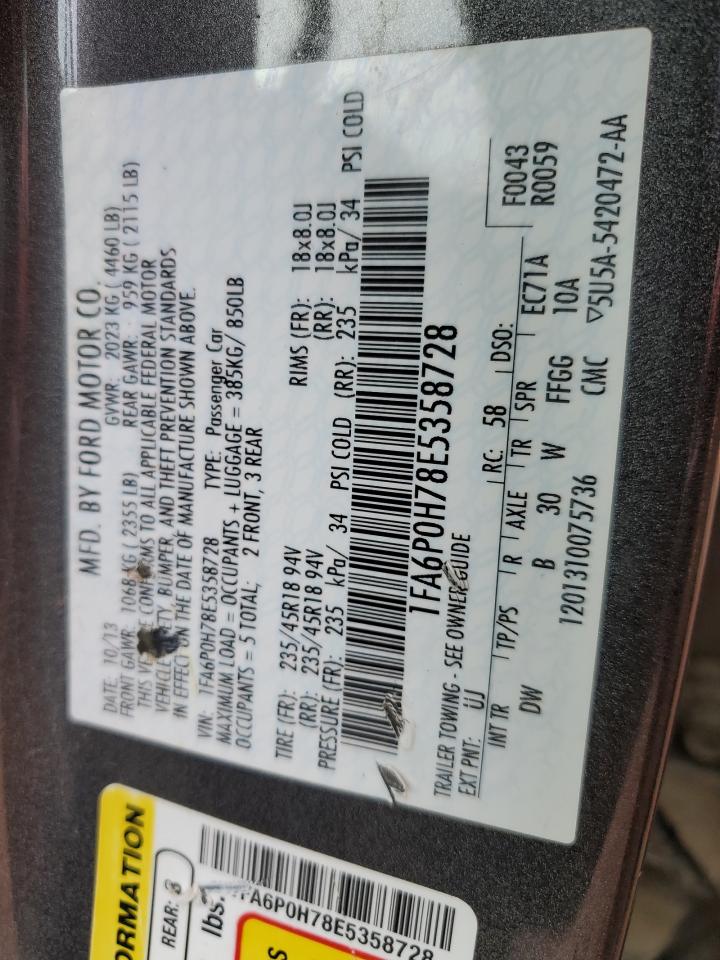 MFD. BY FORD MOTOR CO.
DATE: 10/13 GVWR: 2023 KG ( 4460 LB)
FRONT GAWR: 1068 KG ( 2355 LB) REAR GAWR: 959 KG ( 2115 LB)
THIS CONFORMS TO ALL APPLICABLE FEDERAL MOTOR
VEHICLE BUMPER, AND THEFT PREVENTION STANDARDS
IN EFFECT ON THE DATE OF MANUFACTURE SHOWN ABOVE.
VIN: 1FA6P0H78E5358728 TYPE: Passenger Car
MAXIMUM LOAD = OCCUPANTS + LUGGAGE = 385KG/ 850LB
OCCUPANTS = 5 TOTAL; 2 FRONT, 3 REAR
TIRE (FR): 235/45R18 94V RIMS (FR): 18x8.0J
(RR): 235/45R18 94V (RR): 18x8.0J
PRESSURE (FR): 235 kPa/ 34 PSI COLD (RR): 235 kPa/ 34 PSI COLD
1FA6P0H78E5358728
TRAILER TOWING - SEE OWNER GUIDE
EXT PNT: UJ RC: 58 DSO: F0043
R0059
INT TR TP/PS R AXLE TR SPR EC71A
DW B 30 W FFGG 10A
1201310075736 CMC ▽5U5A-5420472-AA
ORMATION
REAR: 3
lbs.
FA6P0H78E5358728
S